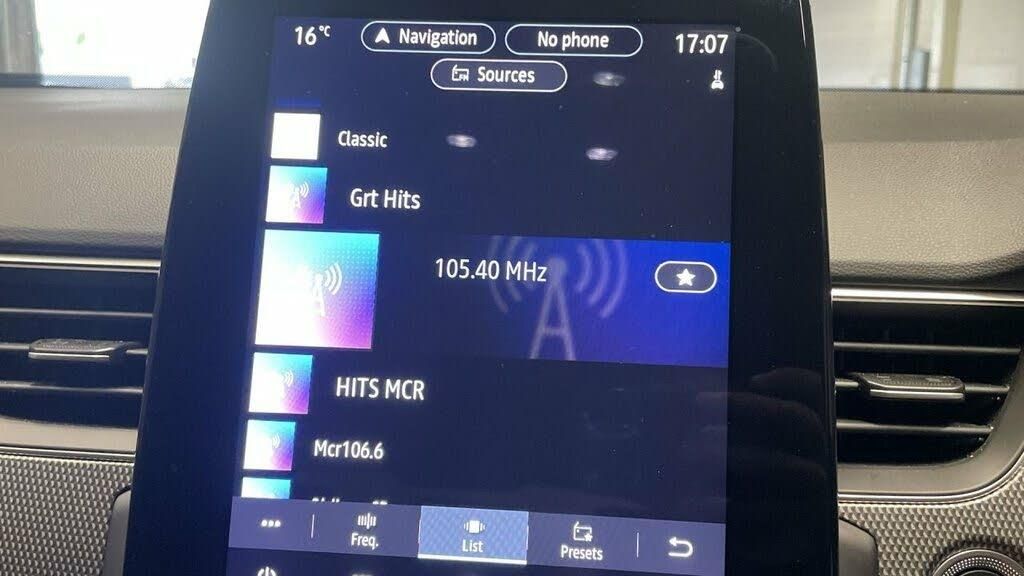 16°C
Navigation
No phone
17:07
Sources
Classic
Grt Hits
105.40 MHz
HITS MCR
Mcr106.6
Freq.
List
Presets